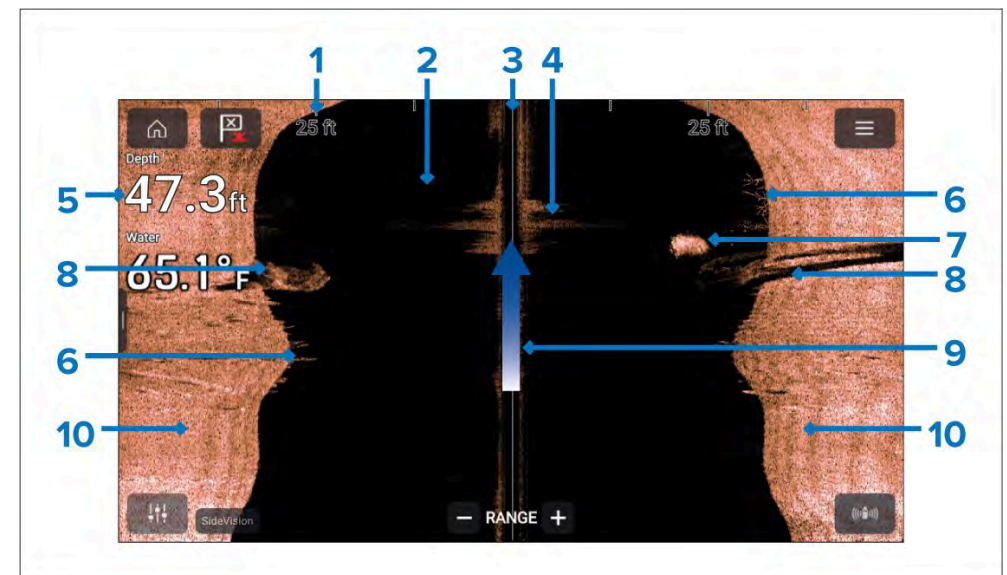 1 2 3 4
25 ft 25 ft
Depth
5 47.3ft 6
Water 7
8 65.1°F 8
6 9
10 10
SideVision − RANGE +